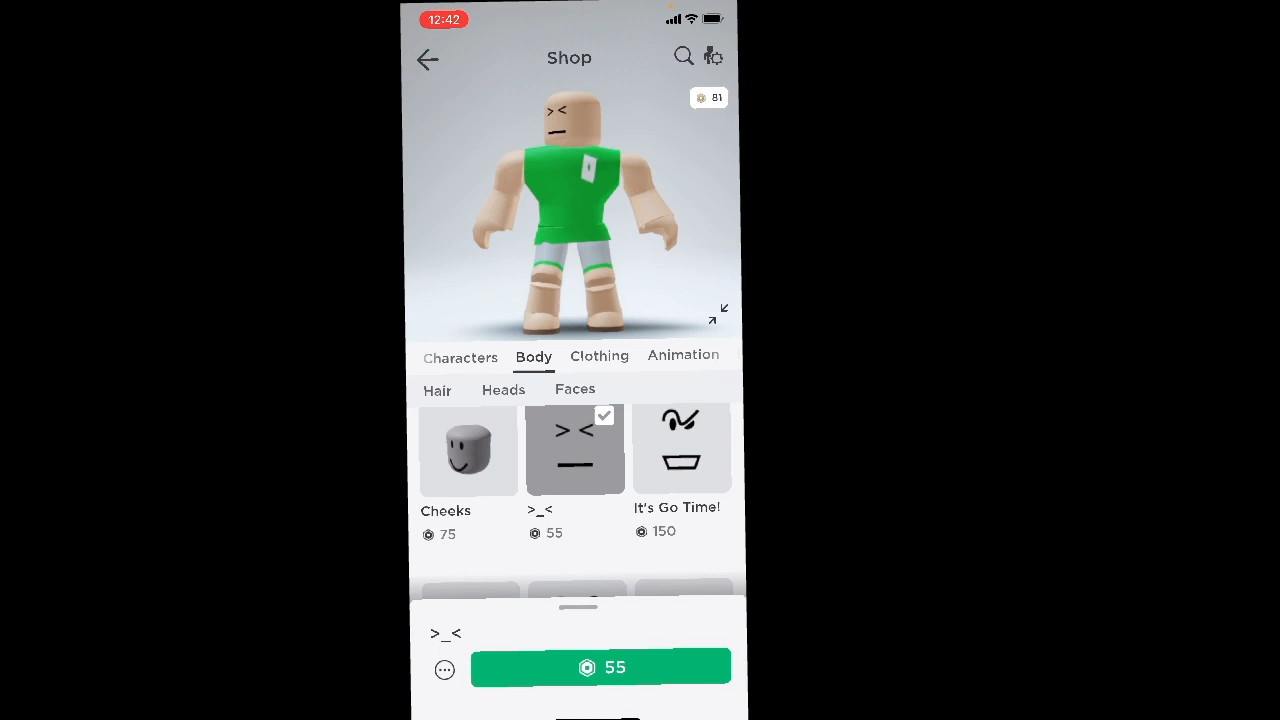 12:42
Shop
81
Characters Body Clothing Animation
Hair Heads Faces
Cheeks >_< It's Go Time!
75 55 150
>_<
55